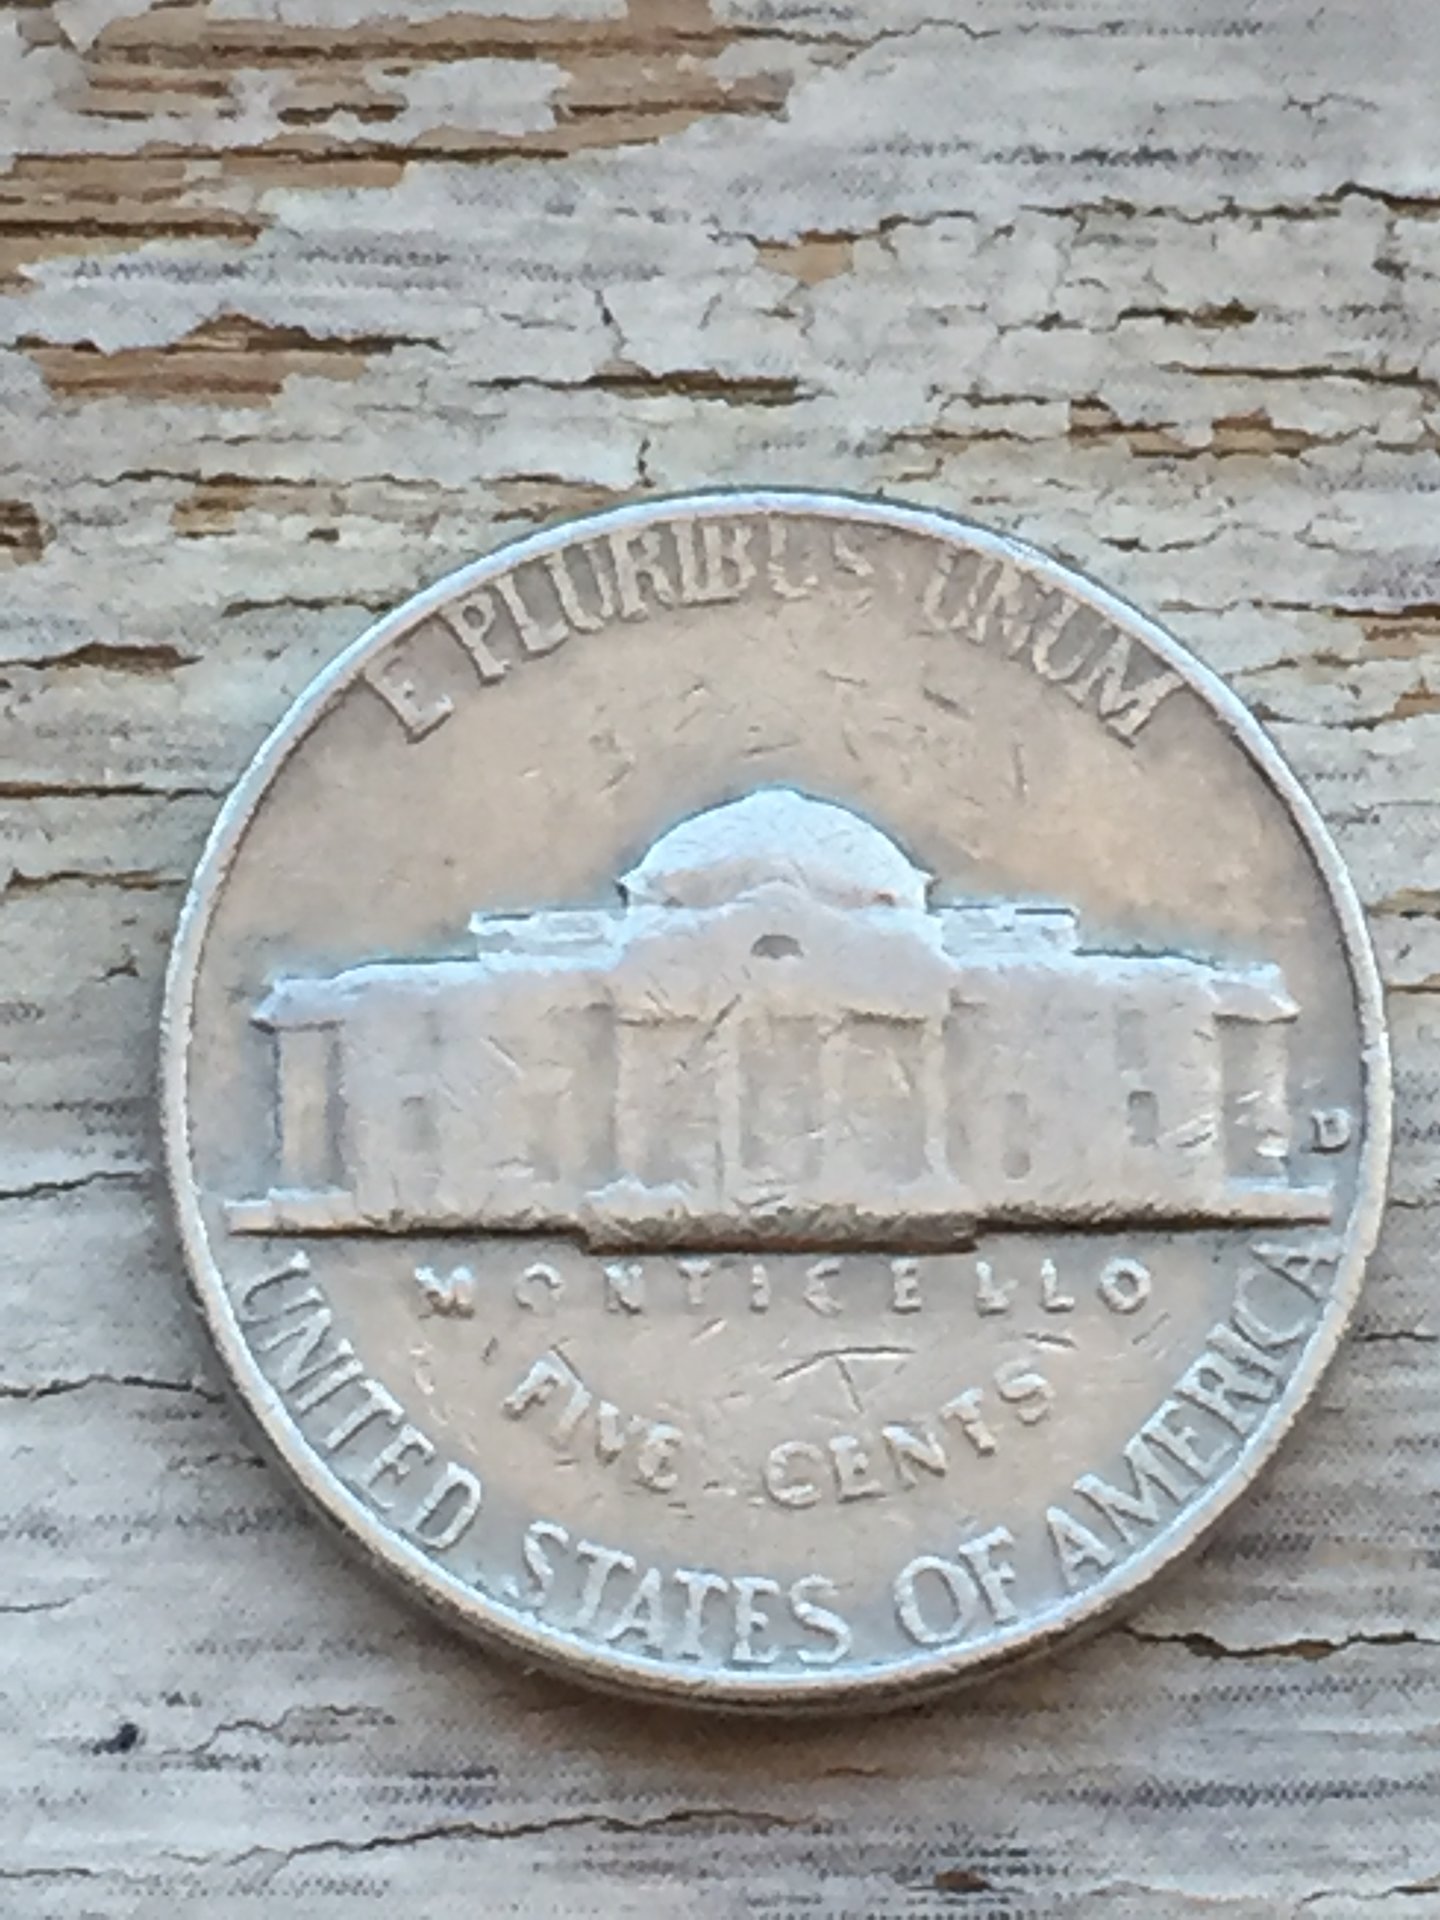 E PLURIBUS UNUM
D
MONTICELLO
FIVE CENTS
UNITED STATES OF AMERICA